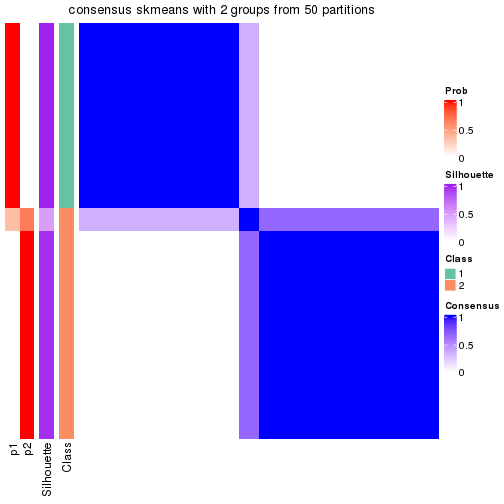 consensus skmeans with 2 groups from 50 partitions
Prob
1
0.5
0
Silhouette
1
0.5
0
Class
1
2
Consensus
1
0.5
0
p1
p2
Silhouette
Class